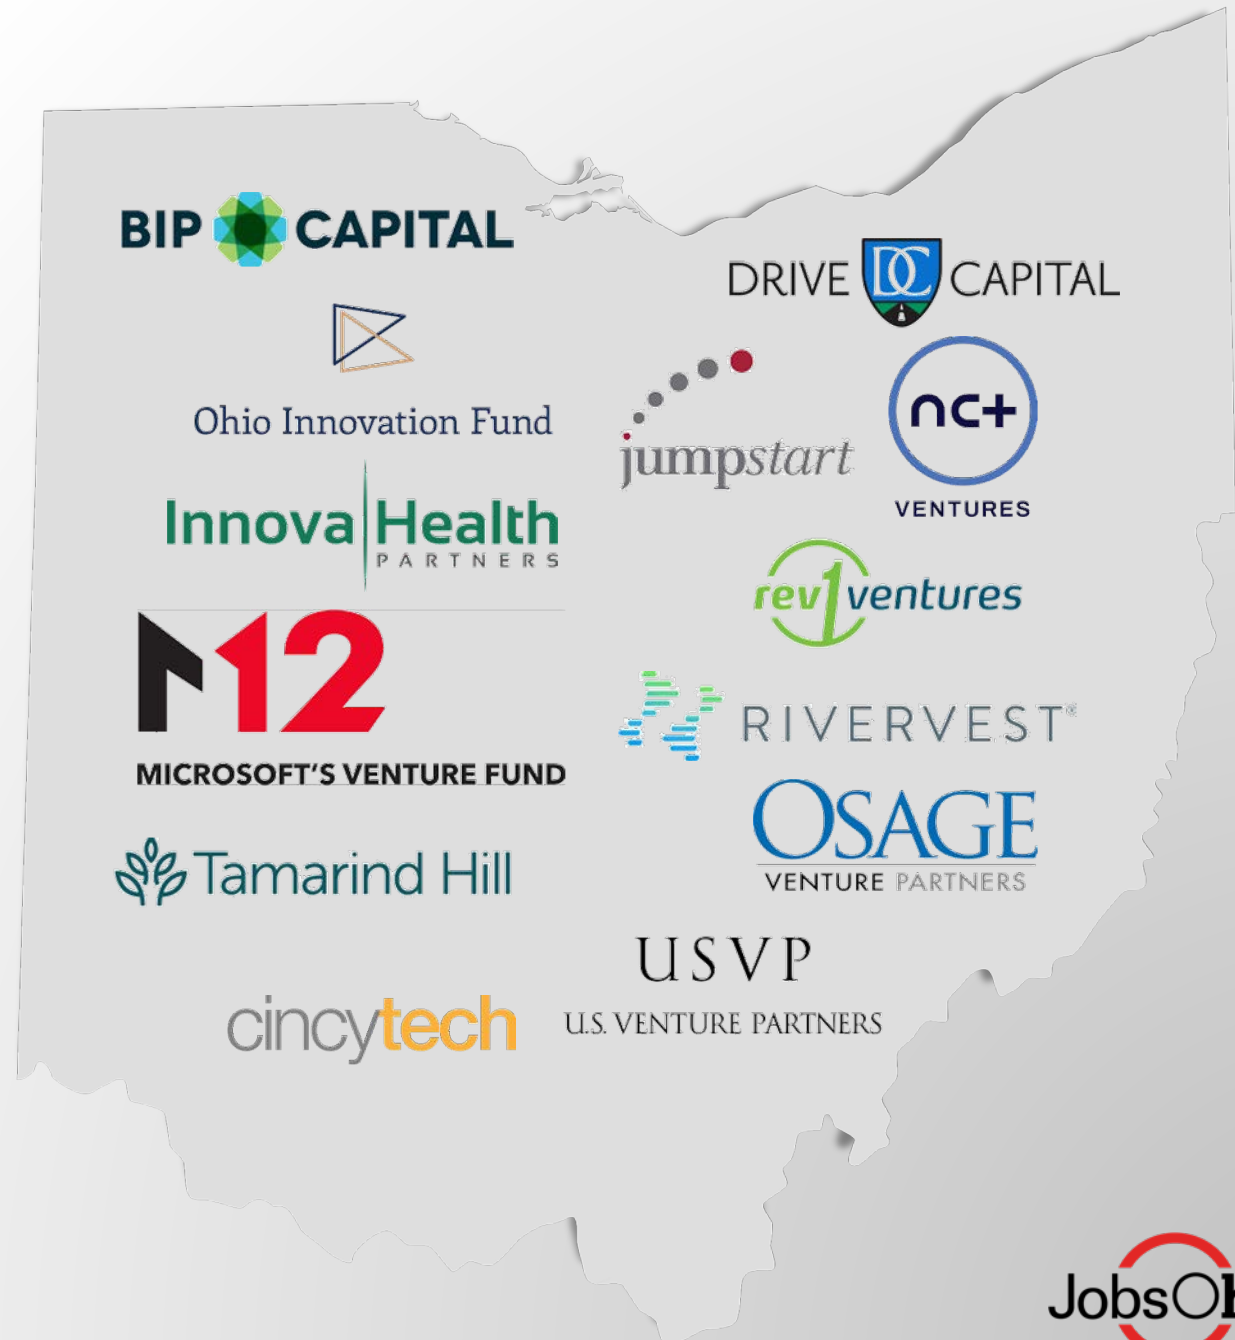 BIP CAPITAL
DRIVE DC CAPITAL
Ohio Innovation Fund
jumpstart
nc+
VENTURES
Innova Health
PARTNERS
rev1ventures
M12
MICROSOFT'S VENTURE FUND
RIVERVEST®
OSAGE
VENTURE PARTNERS
Tamarind Hill
USVP
U.S. VENTURE PARTNERS
cincytech
JobsOh